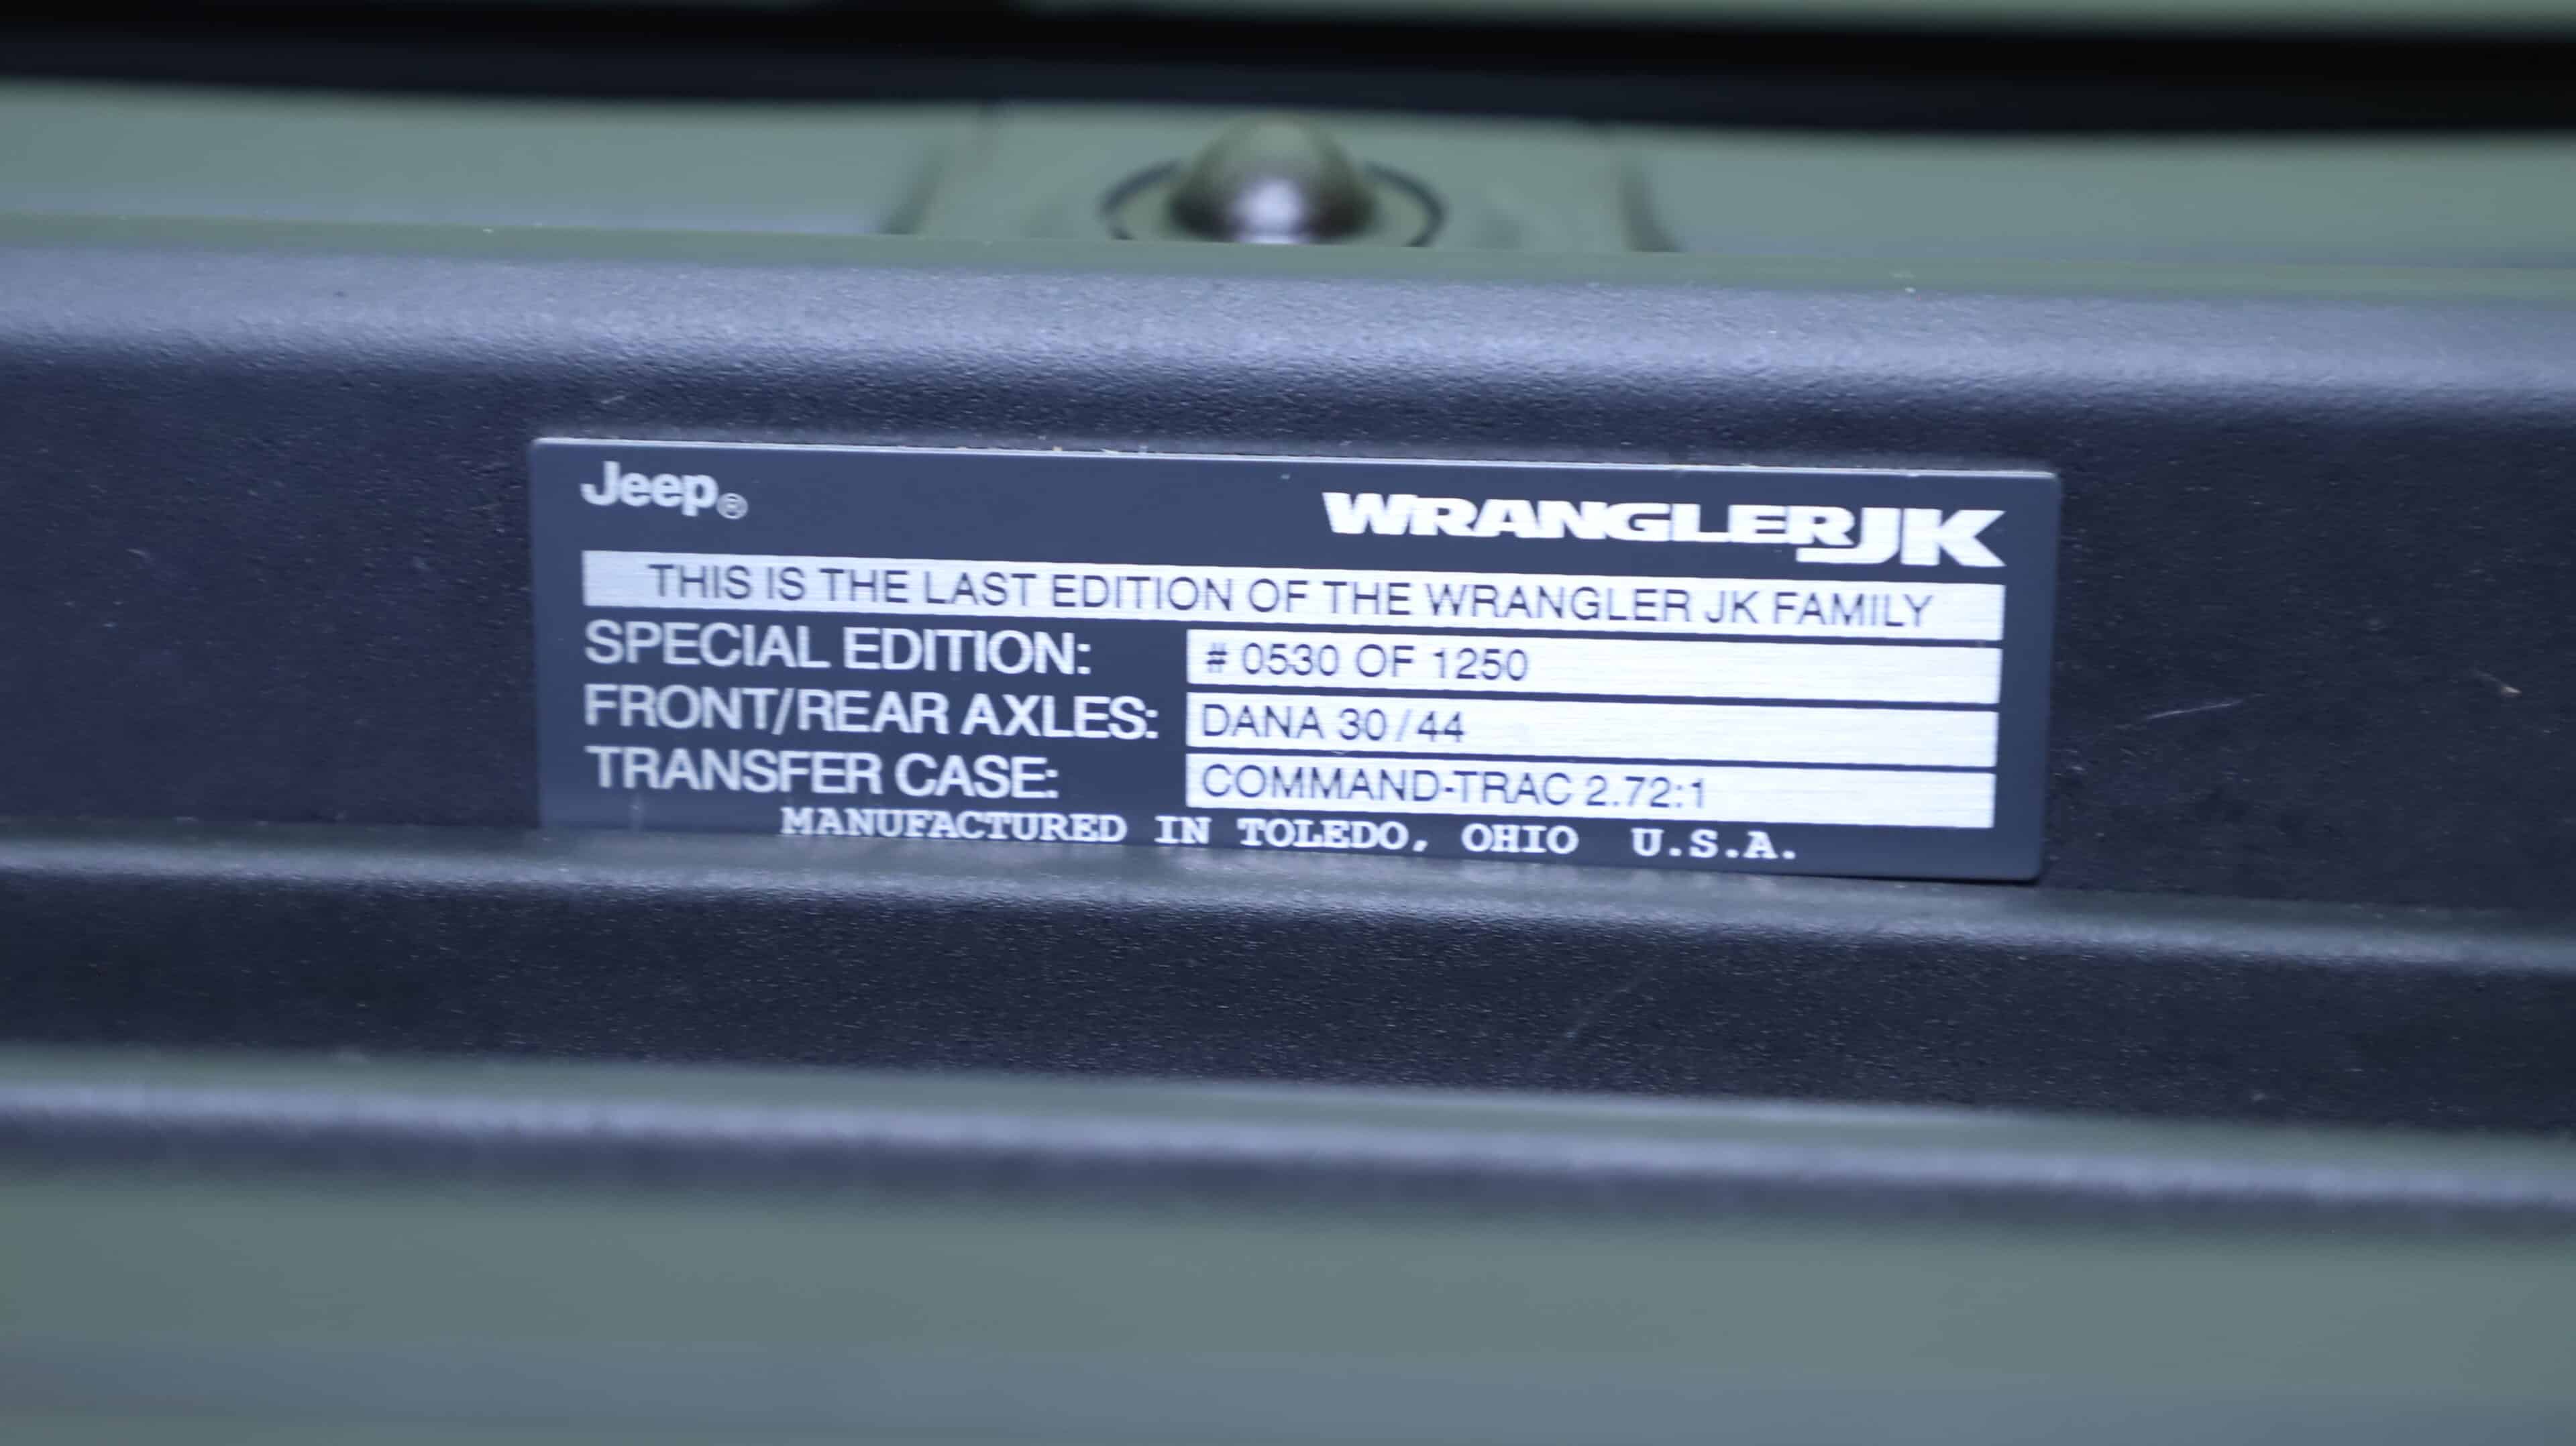 Jeep®
WRANGLER JK
THIS IS THE LAST EDITION OF THE WRANGLER JK FAMILY
SPECIAL EDITION: # 0530 OF 1250
FRONT/REAR AXLES: DANA 30/44
TRANSFER CASE: COMMAND-TRAC 2.72:1
MANUFACTURED IN TOLEDO, OHIO U.S.A.